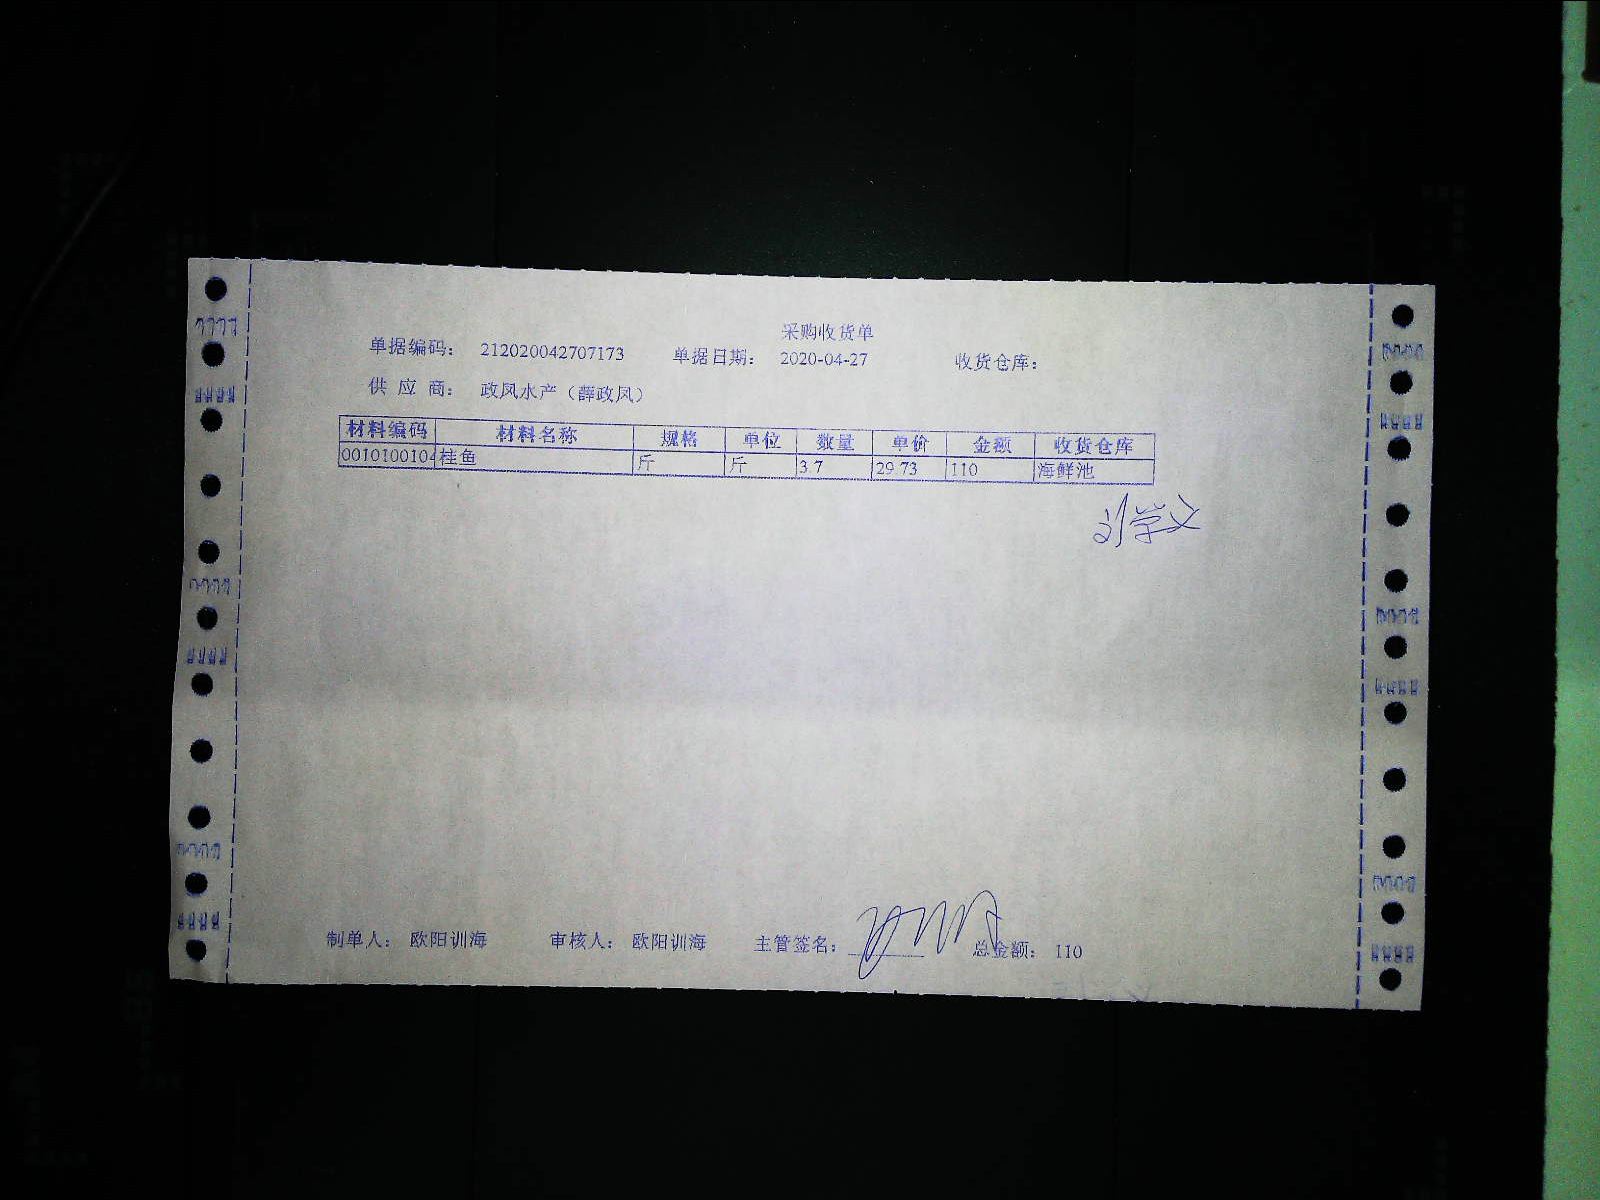 采购收货单
单据编码: 212020042707173 单据日期: 2020-04-27 收货仓库:
供 应 商: 政凤水产（薛政凤）
材料编码 材料名称 规格 单位 数量 单价 金额 收货仓库
0010100104 桂鱼 斤 斤 3.7 29.73 110 海鲜池
刘学义
制单人: 欧阳训海 审核人: 欧阳训海 主管签名: 总金额: 110